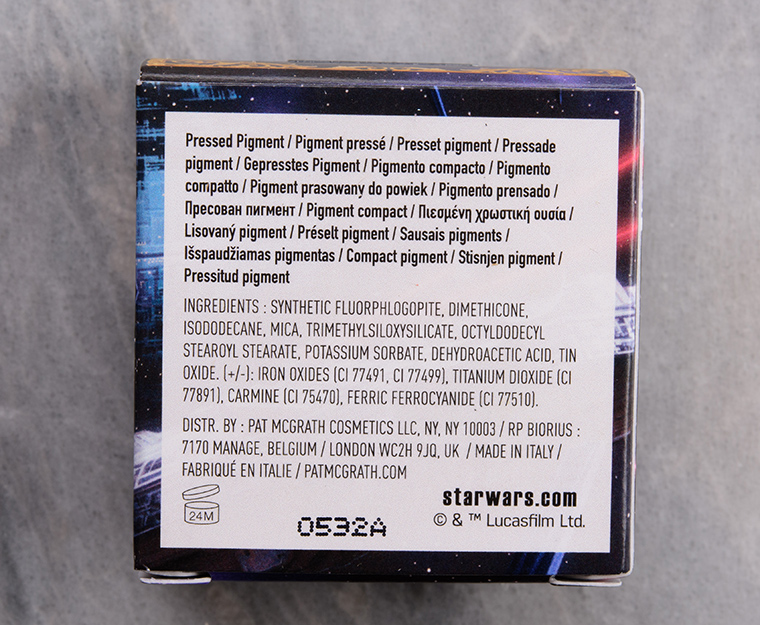 Pressed Pigment / Pigment pressé / Presset pigment / Pressade
pigment / Gepresstes Pigment / Pigmento compacto / Pigmento
compatto / Pigment prasowany do powiek / Pigmento prensado /
Пресован пигмент / Pigment compact / Πιεσμένη χρωστική ουσία /
Lisovaný pigment / Préselt pigment / Sausais pigments /
Išspaudžiamas pigmentas / Compact pigment / Stisnjen pigment /
Pressitud pigment
INGREDIENTS : SYNTHETIC FLUORPHLOGOPITE, DIMETHICONE,
ISODODECANE, MICA, TRIMETHYLSILOXYSILICATE, OCTYLDODECYL
STEAROYL STEARATE, POTASSIUM SORBATE, DEHYDROACETIC ACID, TIN
OXIDE. (+/-): IRON OXIDES (CI 77491, CI 77499), TITANIUM DIOXIDE (CI
77891), CARMINE (CI 75470), FERRIC FERROCYANIDE (CI 77510).
DISTR. BY : PAT MCGRATH COSMETICS LLC, NY, NY 10003 / RP BIORIUS :
7170 MANAGE, BELGIUM / LONDON WC2H 9JQ, UK / MADE IN ITALY /
FABRIQUÉ EN ITALIE / PATMCGRATH.COM
24M
0532A
starwars.com
© & ™ Lucasfilm Ltd.